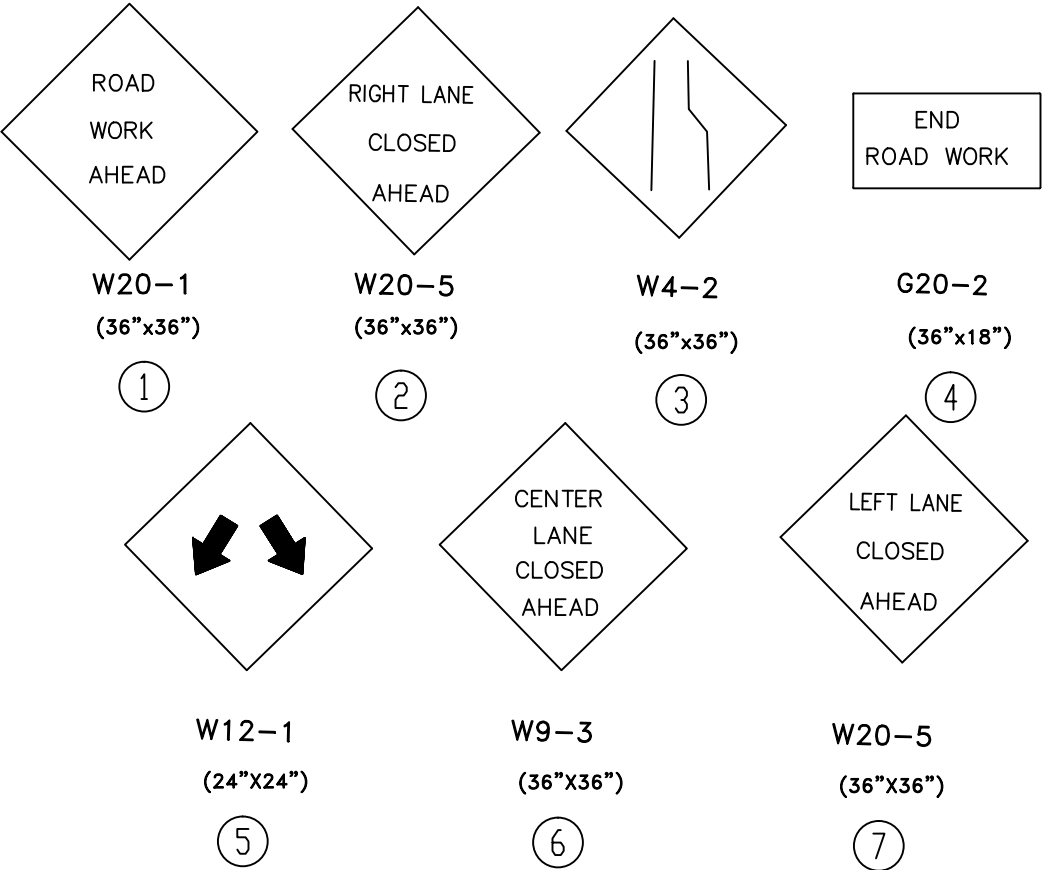 ROAD
WORK
AHEAD
W20-1
(36"x36")
1
RIGHT LANE
CLOSED
AHEAD
W20-5
(36"x36")
2
W4-2
(36"x36")
3
END
ROAD WORK
G20-2
(36"x18")
4
W12-1
(24"X24")
5
CENTER
LANE
CLOSED
AHEAD
W9-3
(36"X36")
6
LEFT LANE
CLOSED
AHEAD
W20-5
(36"X36")
7